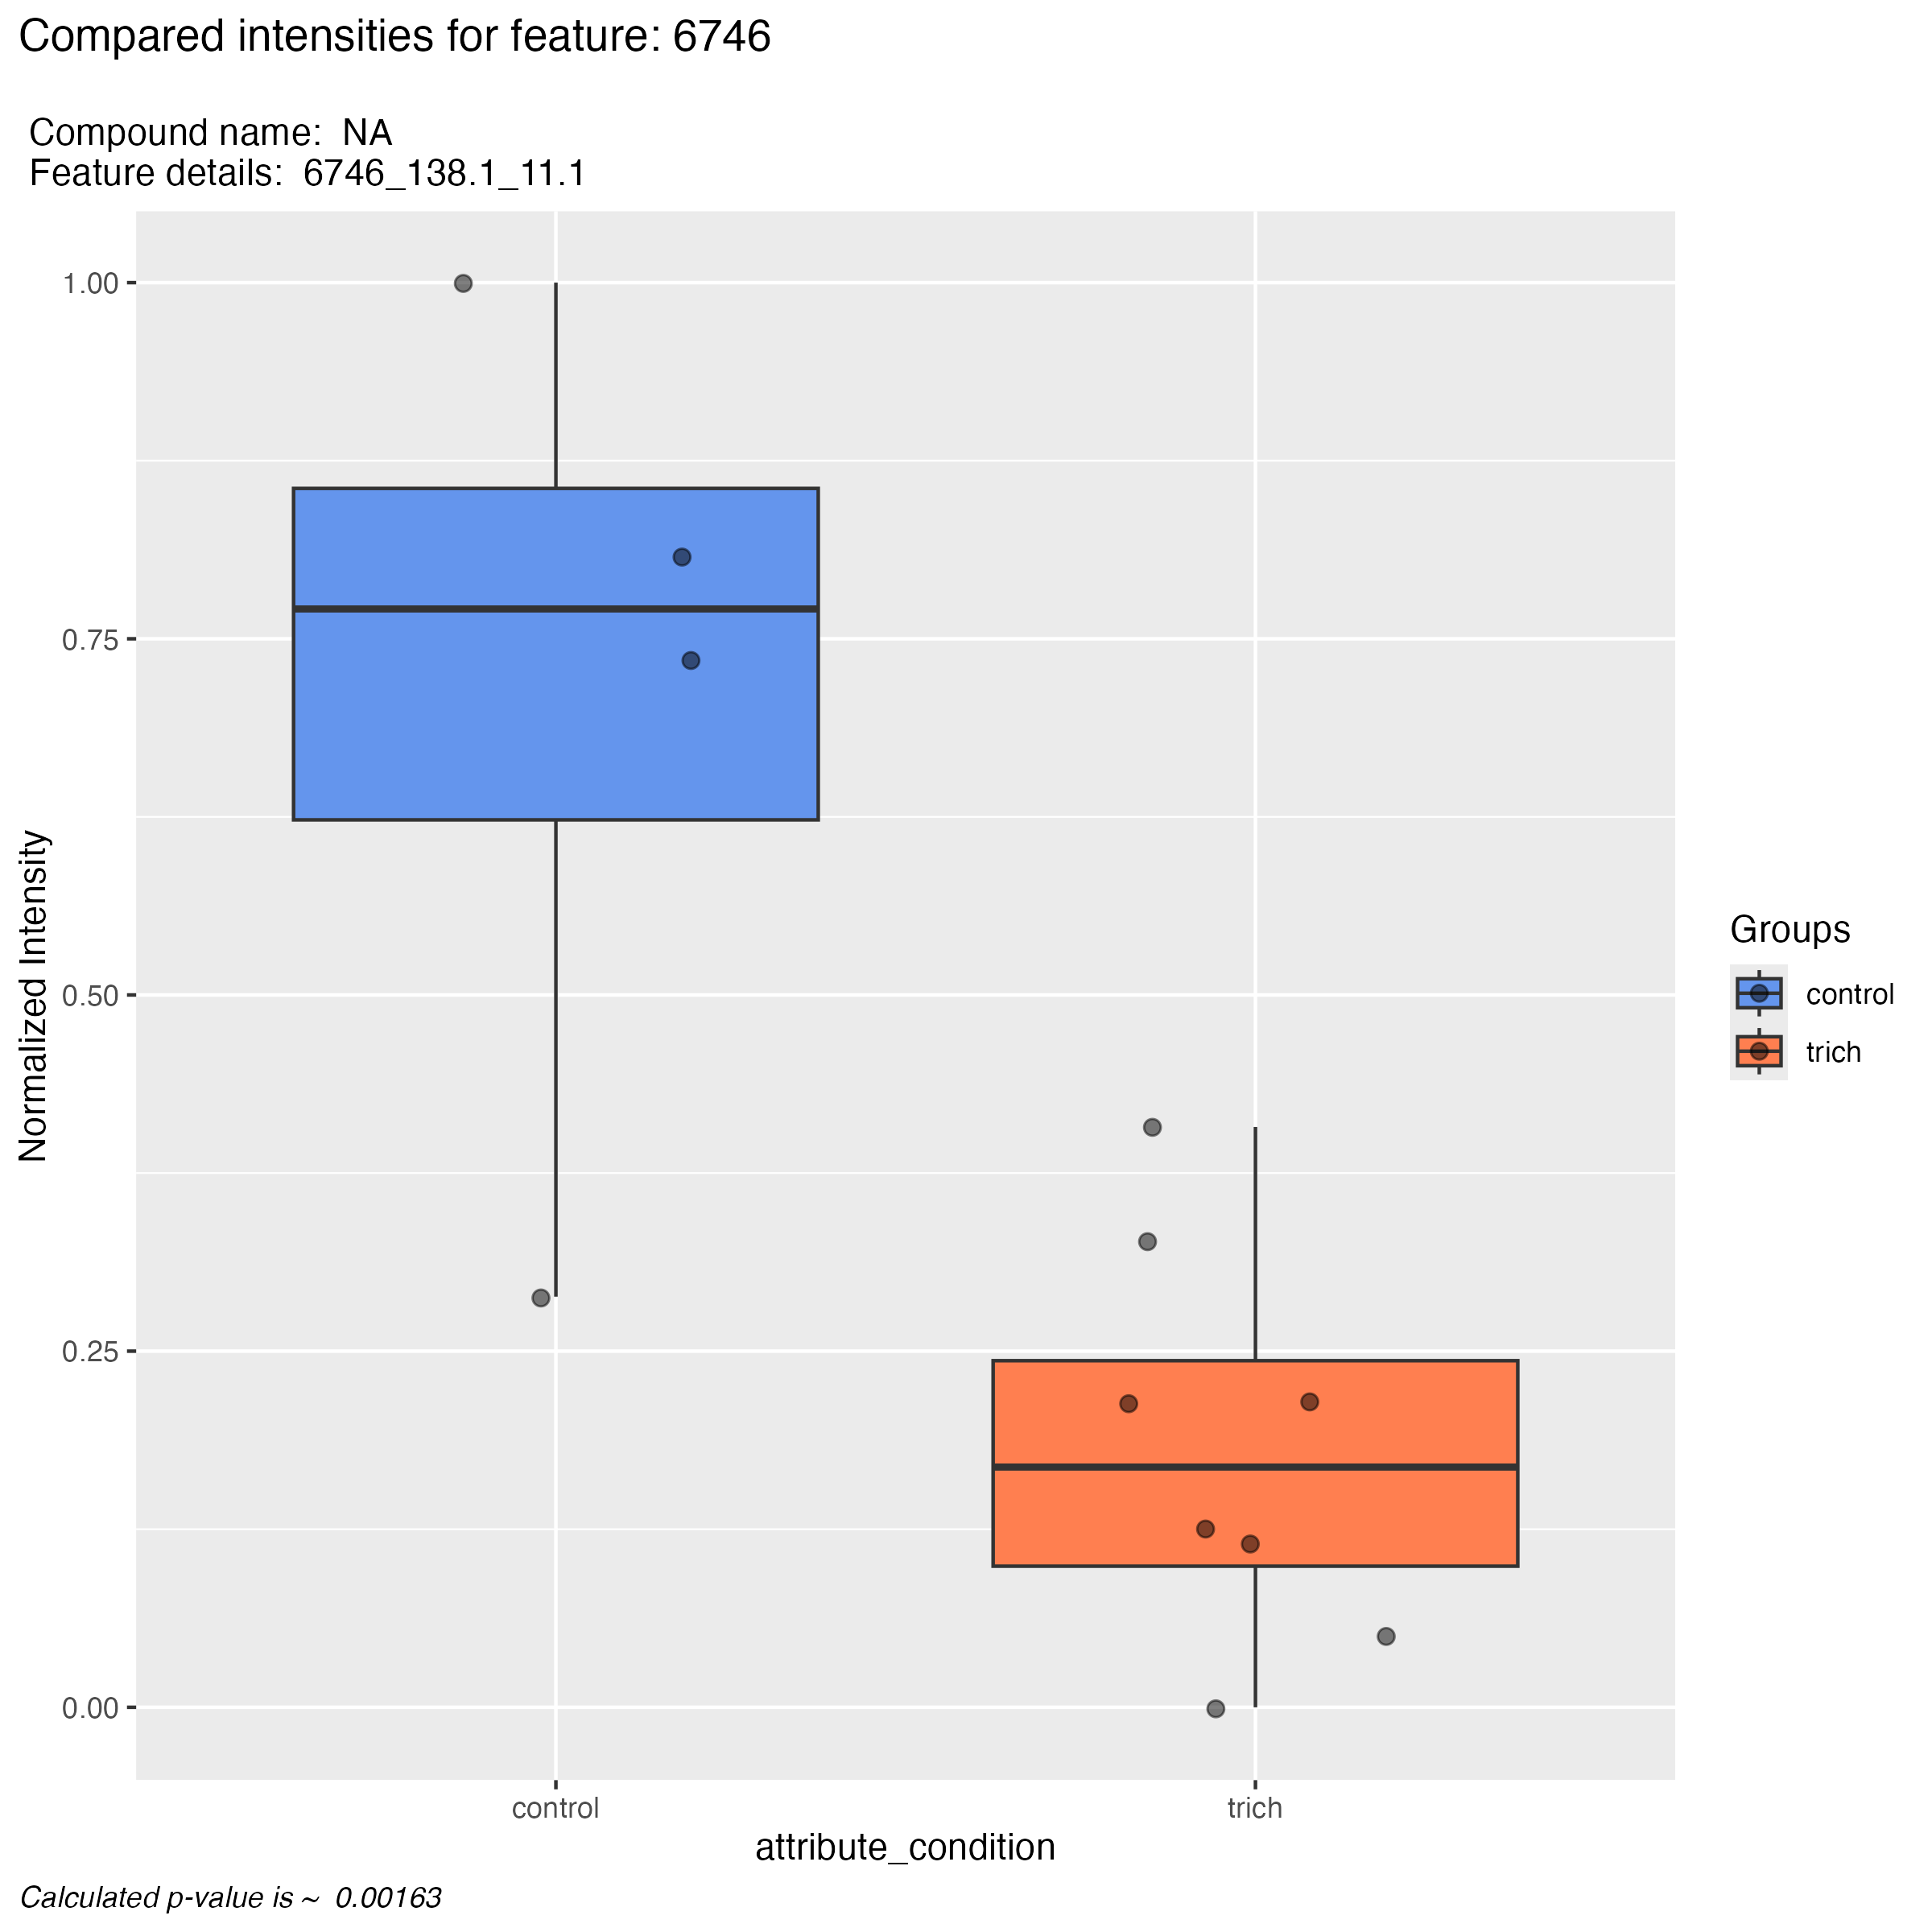 Compared intensities for feature: 6746
Compound name:  NA
Feature details:  6746_138.1_11.1
Normalized Intensity
1.00
0.75
0.50
0.25
0.00
control
trich
attribute_condition
Groups
control
trich
Calculated p-value is ~  0.00163